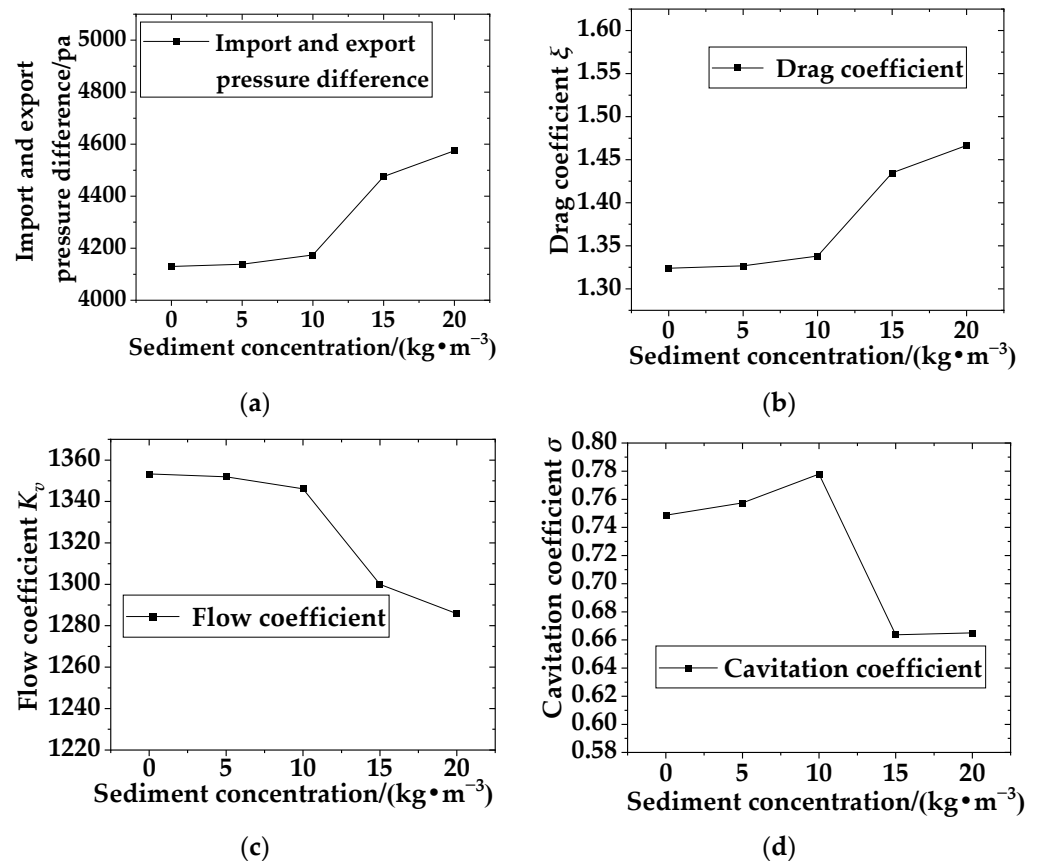 Import and export
pressure difference/pa
5000
4800
4600
4400
4200
4000
Import and export
pressure difference
0 5 10 15 20
Sediment concentration/(kg•m⁻³)
(a)
Drag coefficient ξ
1.60
1.55
1.50
1.45
1.40
1.35
1.30
Drag coefficient
0 5 10 15 20
Sediment concentration/(kg•m⁻³)
(b)
Flow coefficient Kᵥ
1360
1340
1320
1300
1280
1260
1240
1220
Flow coefficient
0 5 10 15 20
Sediment concentration/(kg•m⁻³)
(c)
Cavitation coefficient σ
0.80
0.78
0.76
0.74
0.72
0.70
0.68
0.66
0.64
0.62
0.60
0.58
Cavitation coefficient
0 5 10 15 20
Sediment concentration/(kg•m⁻³)
(d)